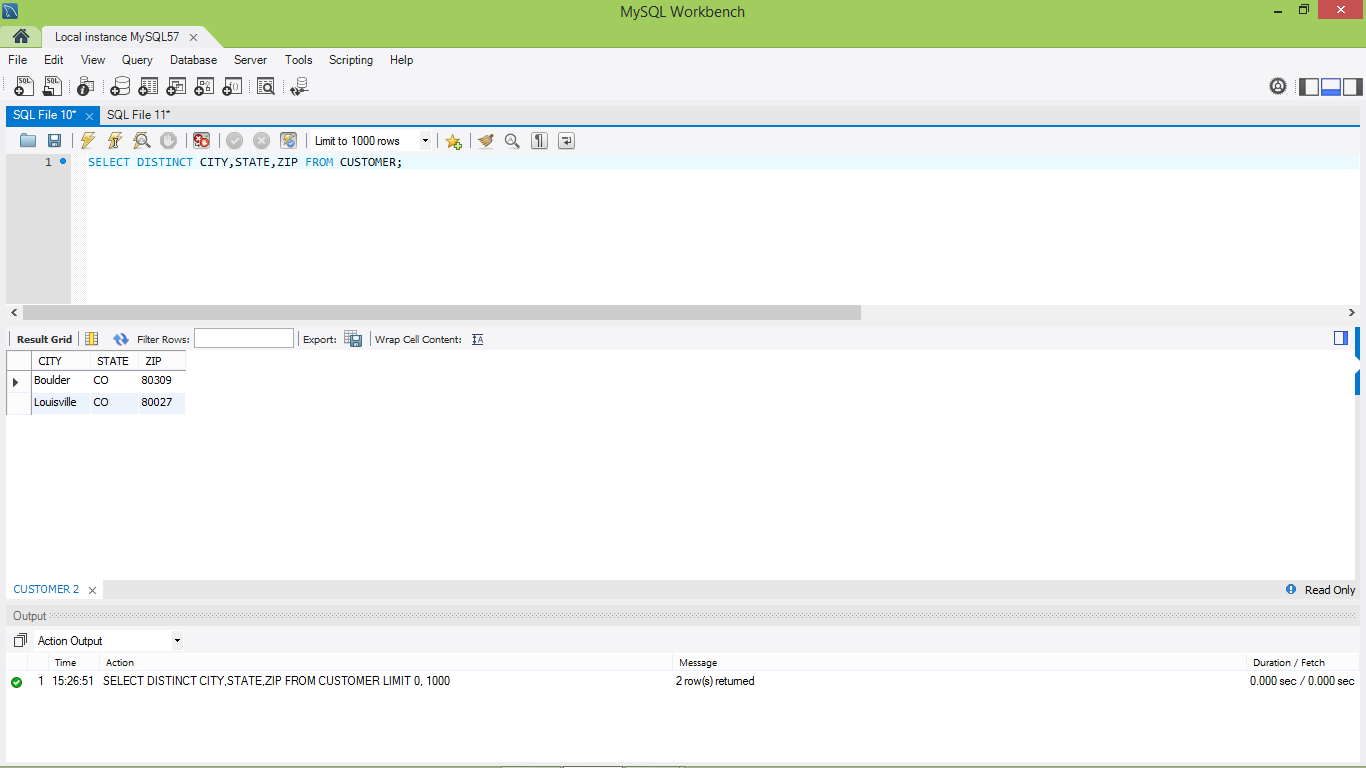 MySQL Workbench
Local instance MySQL57
File Edit View Query Database Server Tools Scripting Help
SQL File 10* SQL File 11*
Limit to 1000 rows
1 SELECT DISTINCT CITY,STATE,ZIP FROM CUSTOMER;
Result Grid Filter Rows: Export: Wrap Cell Content:
CITY STATE ZIP
Boulder CO 80309
Louisville CO 80027
CUSTOMER 2 Read Only
Output
Action Output
Time Action Message Duration / Fetch
1 15:26:51 SELECT DISTINCT CITY,STATE,ZIP FROM CUSTOMER LIMIT 0, 1000 2 row(s) returned 0.000 sec / 0.000 sec